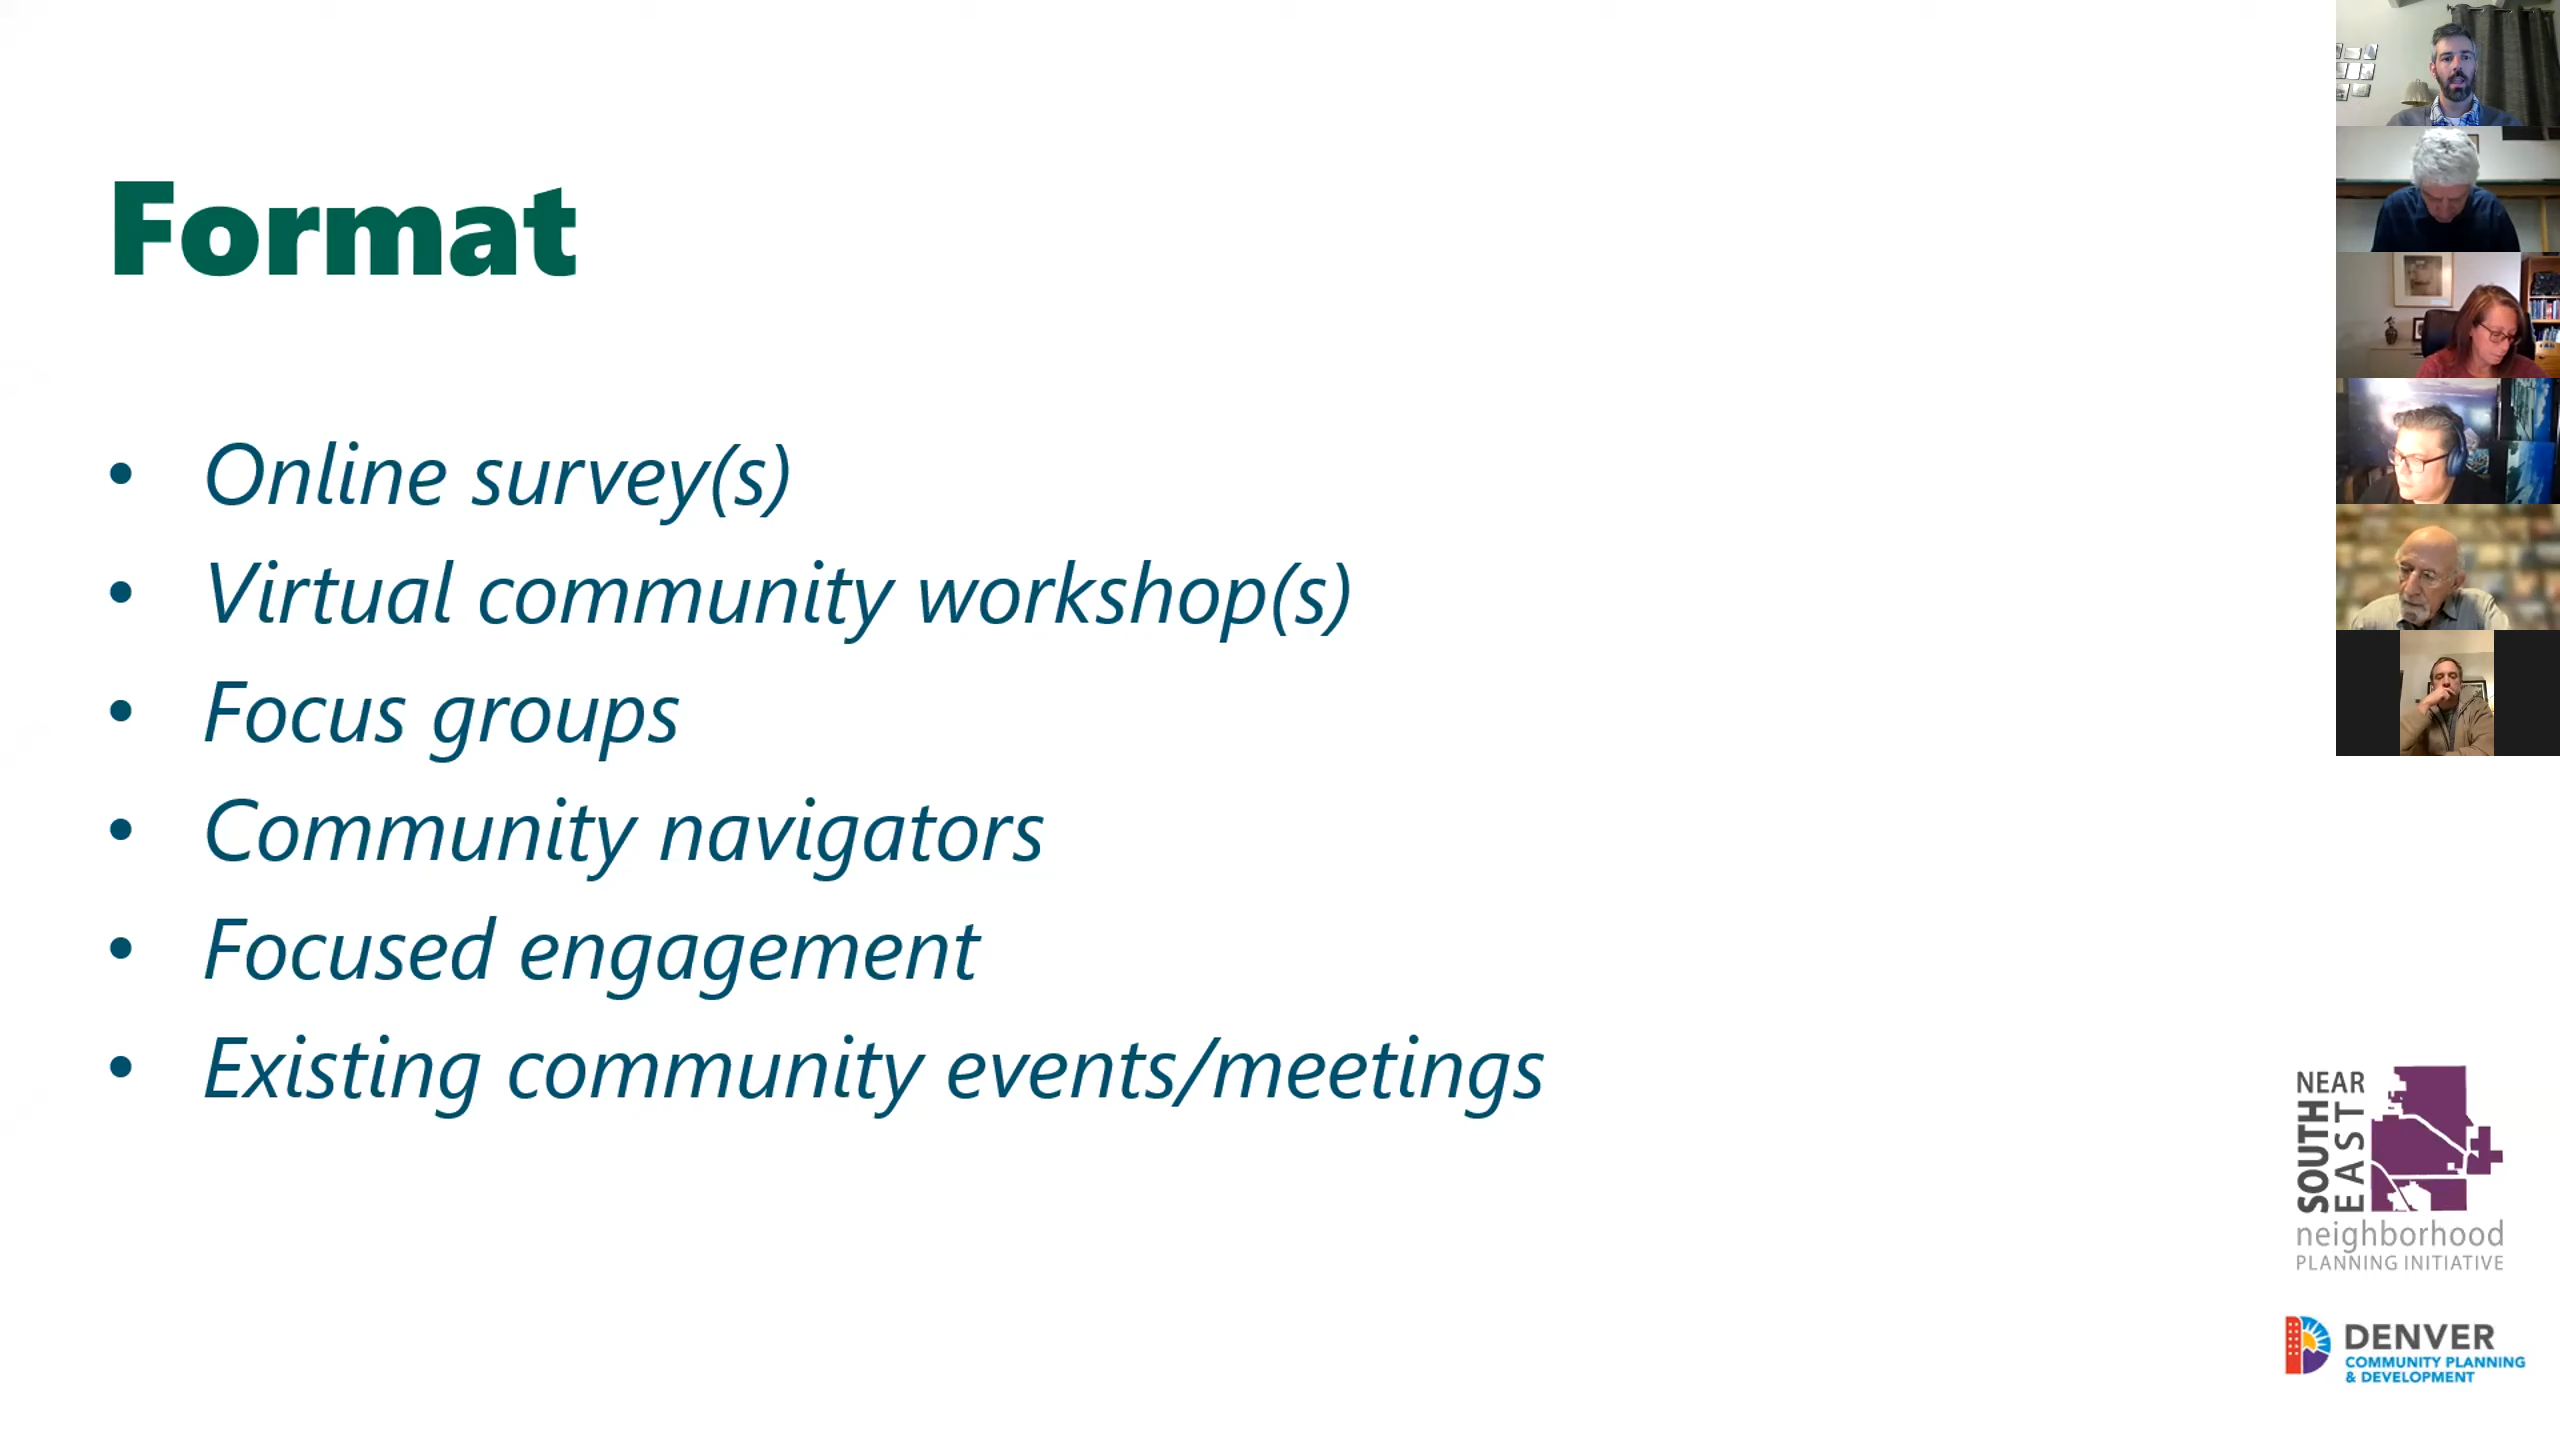 Format
• Online survey(s)
• Virtual community workshop(s)
• Focus groups
• Community navigators
• Focused engagement
• Existing community events/meetings
NEAR
SOUTH
EAST
neighborhood
PLANNING INITIATIVE
DENVER
COMMUNITY PLANNING
& DEVELOPMENT